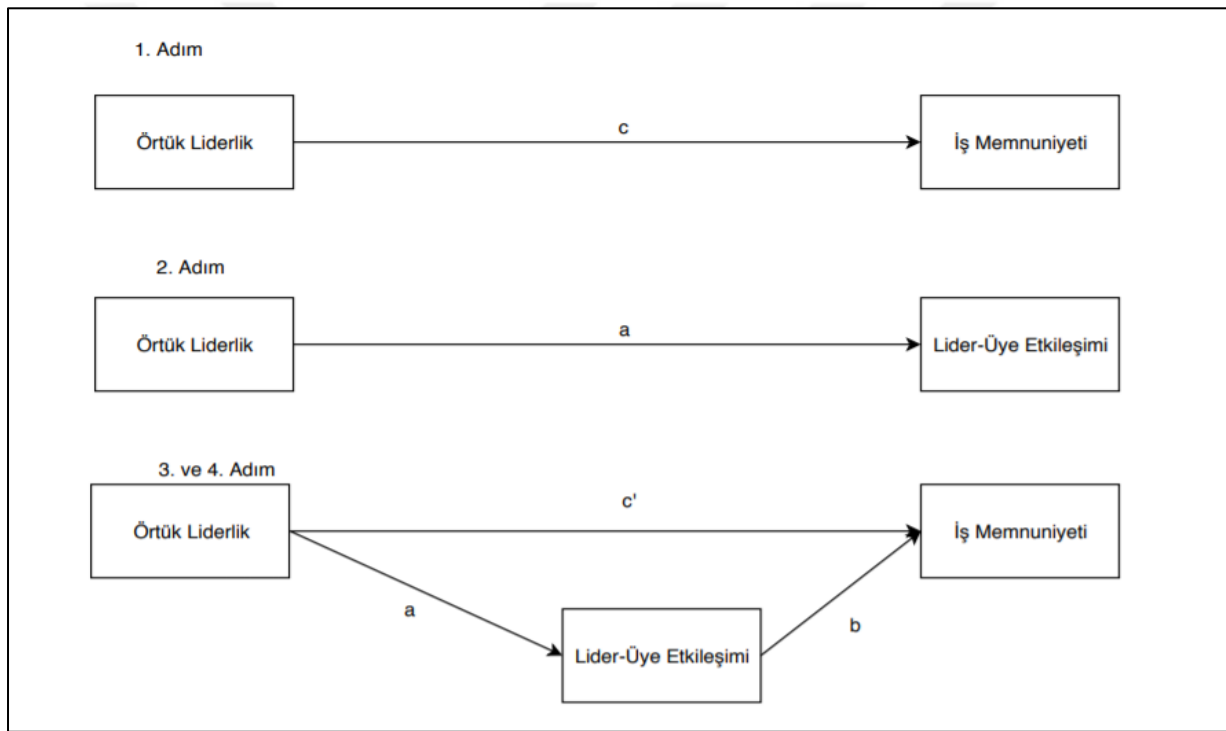 1. Adım
Örtük Liderlik
c
İş Memnuniyeti
2. Adım
Örtük Liderlik
a
Lider-Üye Etkileşimi
3. ve 4. Adım
Örtük Liderlik
c'
İş Memnuniyeti
a
Lider-Üye Etkileşimi
b